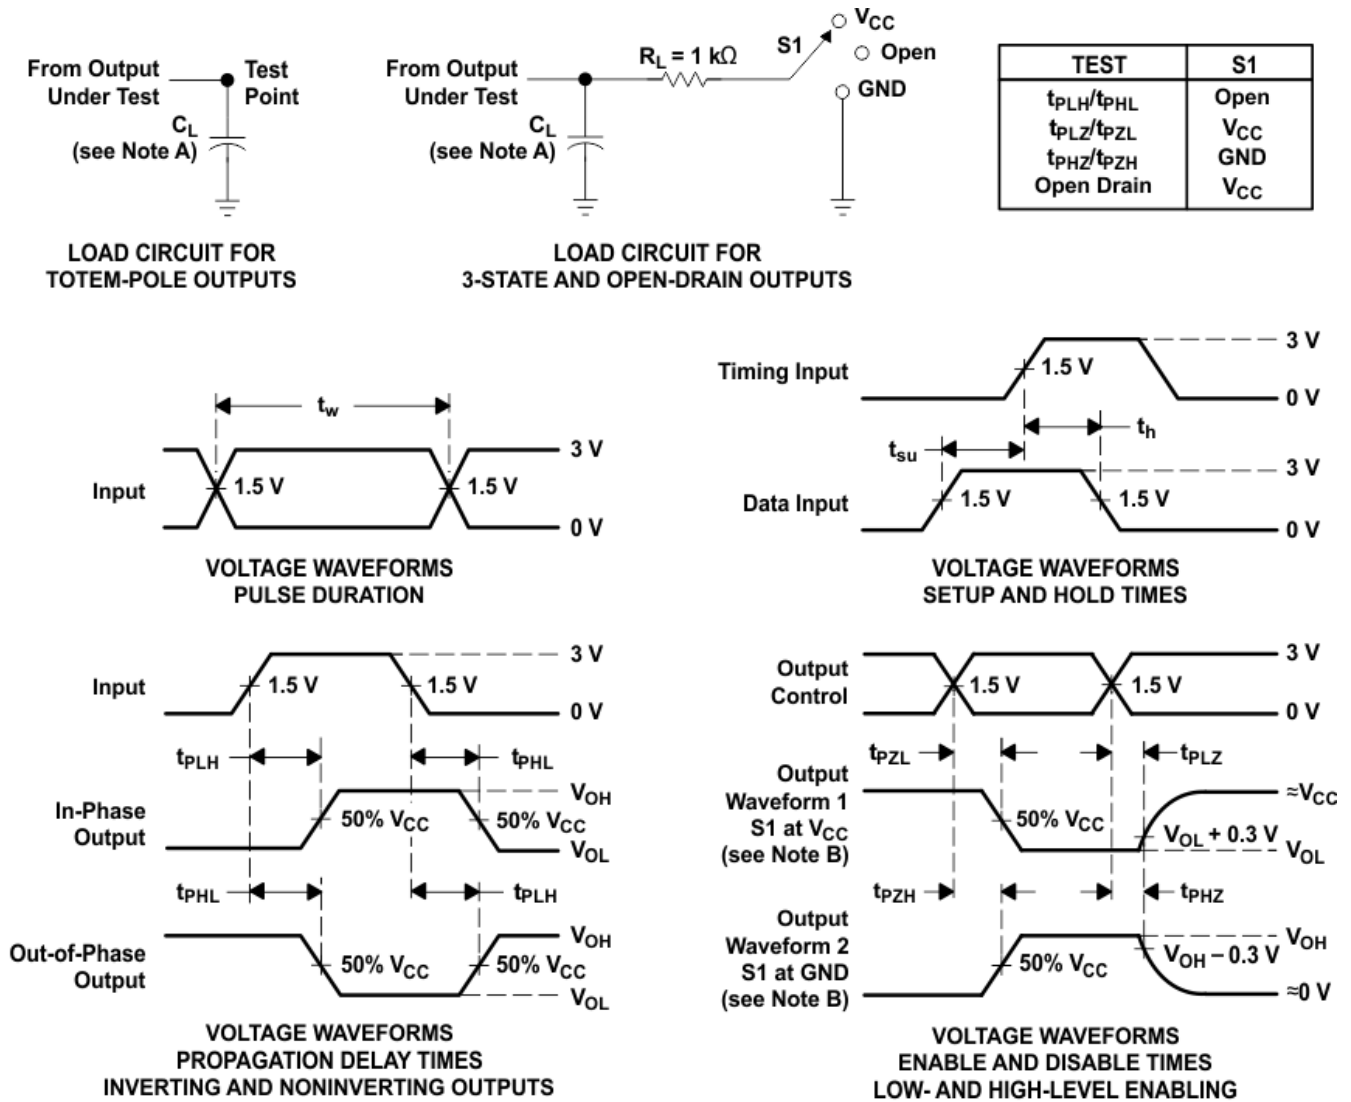 From Output
Under Test
Test
Point
CL
(see Note A)
LOAD CIRCUIT FOR
TOTEM-POLE OUTPUTS
From Output
Under Test
RL = 1 kΩ
S1
VCC
Open
GND
CL
(see Note A)
LOAD CIRCUIT FOR
3-STATE AND OPEN-DRAIN OUTPUTS
TEST S1
tPLH/tPHL Open
tPLZ/tPZL VCC
tPHZ/tPZH GND
Open Drain VCC
tw
Input
1.5 V
1.5 V
3 V
0 V
VOLTAGE WAVEFORMS
PULSE DURATION
Timing Input
1.5 V
3 V
0 V
tsu
th
Data Input
1.5 V
1.5 V
3 V
0 V
VOLTAGE WAVEFORMS
SETUP AND HOLD TIMES
Input
1.5 V
1.5 V
3 V
0 V
tPLH
tPHL
In-Phase
Output
50% VCC
50% VCC
VOH
VOL
tPHL
tPLH
Out-of-Phase
Output
50% VCC
50% VCC
VOH
VOL
VOLTAGE WAVEFORMS
PROPAGATION DELAY TIMES
INVERTING AND NONINVERTING OUTPUTS
Output
Control
1.5 V
1.5 V
3 V
0 V
tPZL
tPLZ
Output
Waveform 1
S1 at VCC
(see Note B)
50% VCC
VOL + 0.3 V
≈VCC
VOL
tPZH
tPHZ
Output
Waveform 2
S1 at GND
(see Note B)
50% VCC
VOH − 0.3 V
VOH
≈0 V
VOLTAGE WAVEFORMS
ENABLE AND DISABLE TIMES
LOW- AND HIGH-LEVEL ENABLING